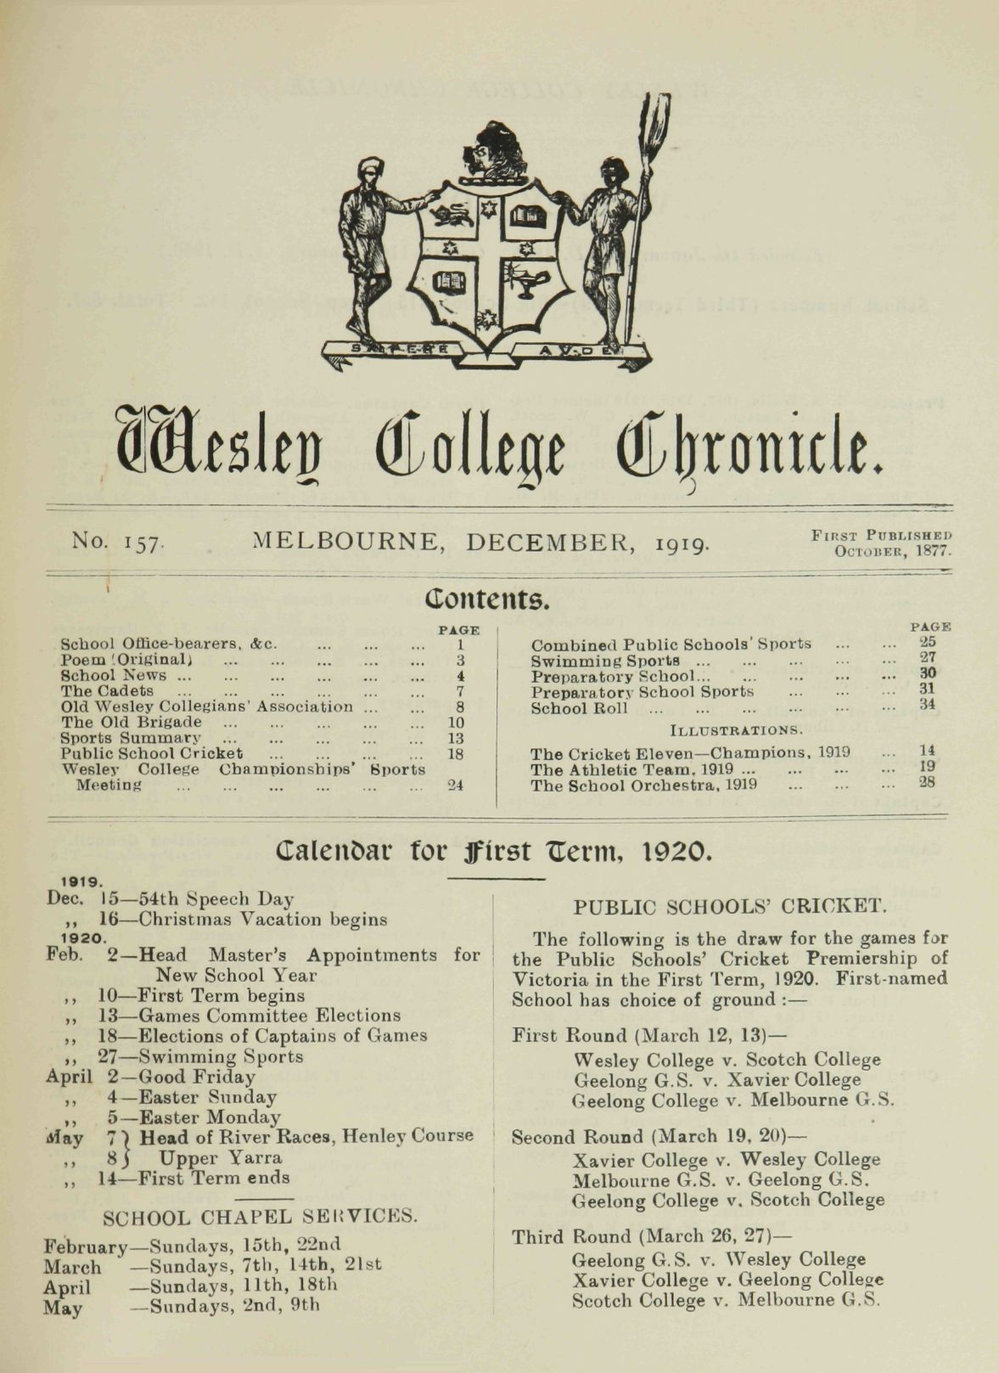 SAPERE AVDE
Wesley College Chronicle.
No. 157. MELBOURNE, DECEMBER, 1919. FIRST PUBLISHED OCTOBER, 1877.
Contents.
PAGE
School Office-bearers, &c. ... ... ... 1
Poem (Original) ... ... ... ... ... 3
School News ... ... ... ... ... ... 4
The Cadets ... ... ... ... ... ... 7
Old Wesley Collegians' Association ... ... 8
The Old Brigade ... ... ... ... ... 10
Sports Summary ... ... ... ... ... 13
Public School Cricket ... ... ... ... 18
Wesley College Championships' Sports
Meeting ... ... ... ... ... ... 24
PAGE
Combined Public Schools' Sports ... ... 25
Swimming Sports ... ... ... ... ... 27
Preparatory School... ... ... ... ... 30
Preparatory School Sports ... ... ... 31
School Roll ... ... ... ... ... ... 34
ILLUSTRATIONS.
The Cricket Eleven—Champions, 1919 ... 14
The Athletic Team, 1919 ... ... ... ... 19
The School Orchestra, 1919 ... ... ... 28
Calendar for First Term, 1920.
1919.
Dec. 15—54th Speech Day
,, 16—Christmas Vacation begins
1920.
Feb. 2—Head Master's Appointments for
New School Year
,, 10—First Term begins
,, 13—Games Committee Elections
,, 18—Elections of Captains of Games
,, 27—Swimming Sports
April 2—Good Friday
,, 4—Easter Sunday
,, 5—Easter Monday
May 7} Head of River Races, Henley Course
,, 8} Upper Yarra
,, 14—First Term ends
SCHOOL CHAPEL SERVICES.
February—Sundays, 15th, 22nd
March —Sundays, 7th, 14th, 21st
April —Sundays, 11th, 18th
May —Sundays, 2nd, 9th
PUBLIC SCHOOLS' CRICKET.
The following is the draw for the games for
the Public Schools' Cricket Premiership of
Victoria in the First Term, 1920. First-named
School has choice of ground :—
First Round (March 12, 13)—
Wesley College v. Scotch College
Geelong G.S. v. Xavier College
Geelong College v. Melbourne G.S.
Second Round (March 19, 20)—
Xavier College v. Wesley College
Melbourne G.S. v. Geelong G.S.
Geelong College v. Scotch College
Third Round (March 26, 27)—
Geelong G.S. v. Wesley College
Xavier College v. Geelong College
Scotch College v. Melbourne G.S.